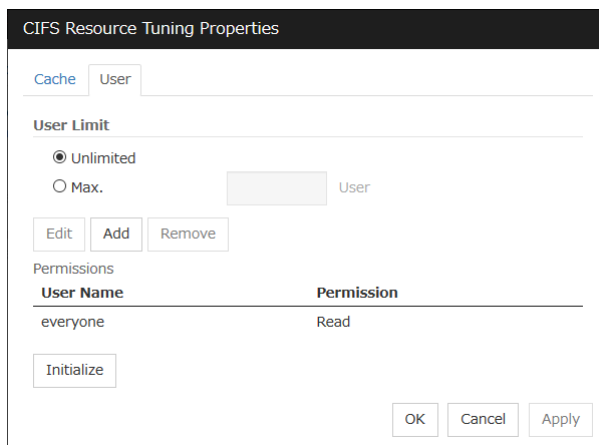 CIFS Resource Tuning Properties
Cache User
User Limit
Unlimited
Max. User
Edit Add Remove
Permissions
User Name Permission
everyone Read
Initialize
OK Cancel Apply